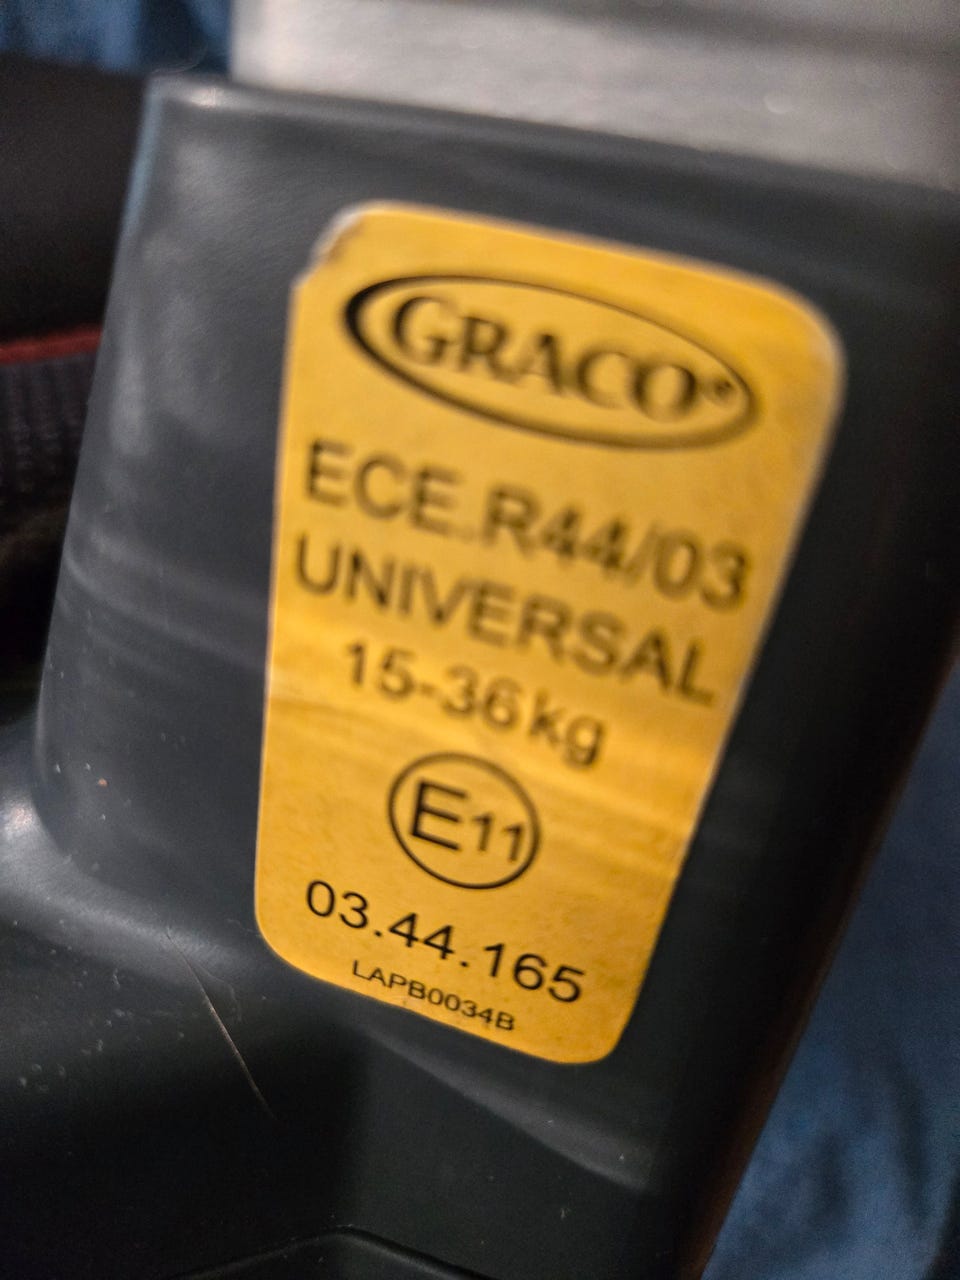 GRACO®
ECE.R44/03
UNIVERSAL
15-36kg
E11
03.44.165
LAPB0034B